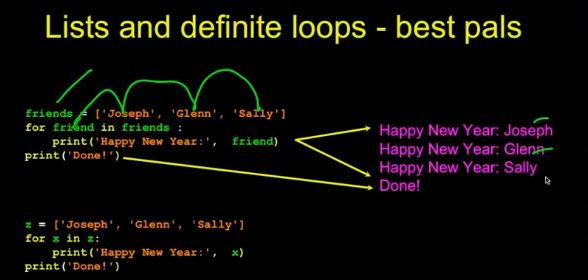 Lists and definite loops - best pals
friends = ['Joseph', 'Glenn', 'Sally']
for friend in friends :
    print('Happy New Year:',  friend)
print('Done!')
Happy New Year: Joseph
Happy New Year: Glenn
Happy New Year: Sally
Done!
z = ['Joseph', 'Glenn', 'Sally']
for x in z:
    print('Happy New Year:',  x)
print('Done!')